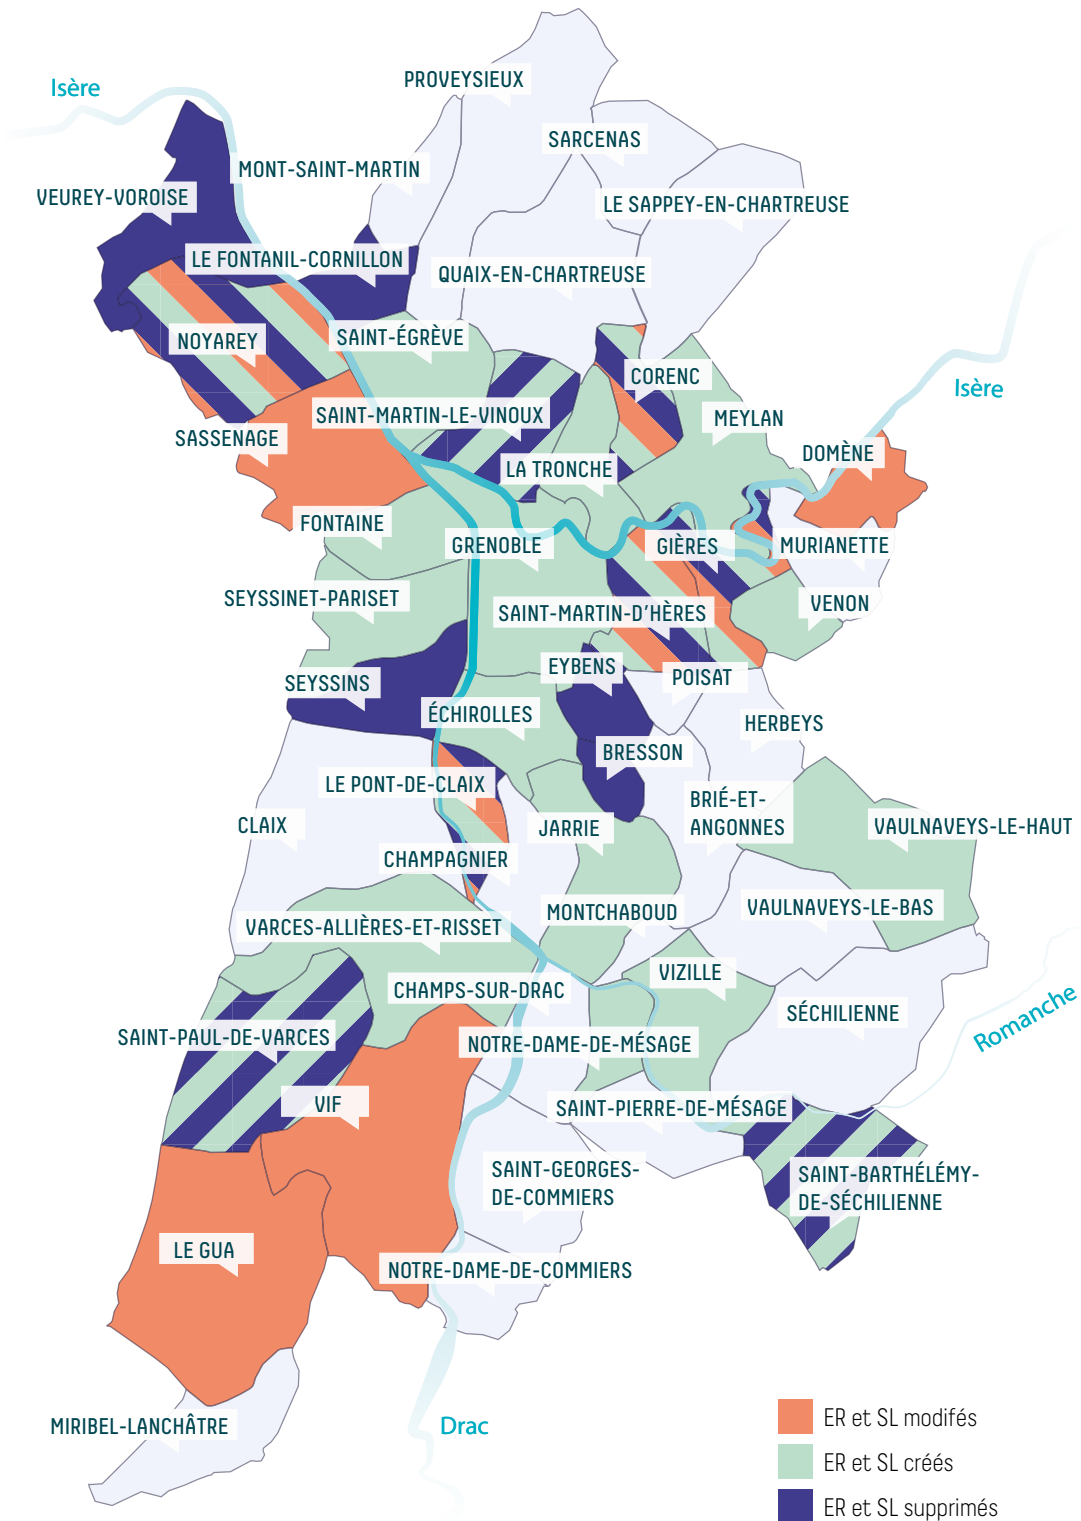 PROVEYSIEUX
Isère
SARCENAS
MONT-SAINT-MARTIN
VEUREY-VOROISE
LE SAPPEY-EN-CHARTREUSE
LE FONTANIL-CORNILLON
QUAIX-EN-CHARTREUSE
NOYAREY
SAINT-ÉGRÈVE
CORENC
Isère
SAINT-MARTIN-LE-VINOUX
MEYLAN
SASSENAGE
DOMÈNE
LA TRONCHE
FONTAINE
GRENOBLE
GIÈRES
MURIANETTE
SEYSSINET-PARISET
VENON
SAINT-MARTIN-D'HÈRES
EYBENS
POISAT
SEYSSINS
ÉCHIROLLES
HERBEYS
BRESSON
LE PONT-DE-CLAIX
BRIÉ-ET-
ANGONNES
CLAIX
JARRIE
VAULNAVEYS-LE-HAUT
CHAMPAGNIER
MONTCHABOUD
VAULNAVEYS-LE-BAS
VARCES-ALLIÈRES-ET-RISSET
VIZILLE
CHAMPS-SUR-DRAC
SÉCHILIENNE
Romanche
SAINT-PAUL-DE-VARCES
NOTRE-DAME-DE-MÉSAGE
VIF
SAINT-PIERRE-DE-MÉSAGE
SAINT-GEORGES-
DE-COMMIERS
SAINT-BARTHÉLÉMY-
DE-SÉCHILIENNE
LE GUA
NOTRE-DAME-DE-COMMIERS
MIRIBEL-LANCHÂTRE
Drac
ER et SL modifés
ER et SL créés
ER et SL supprimés